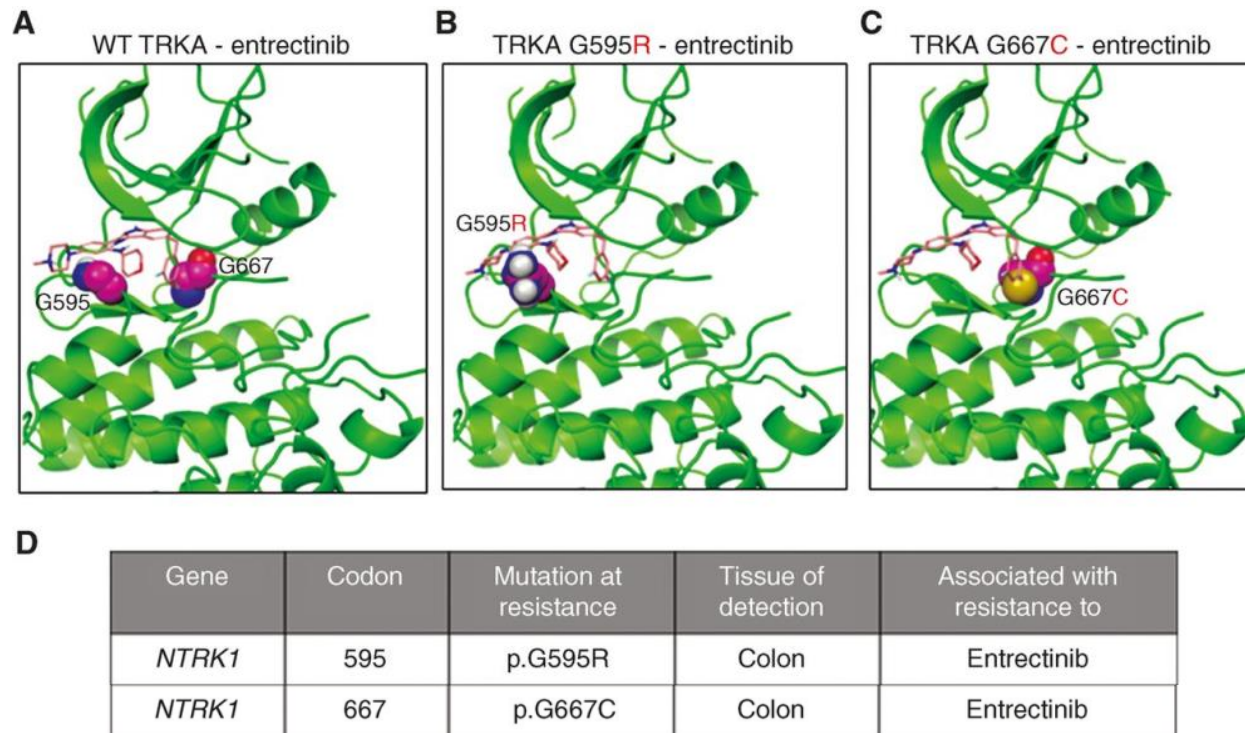 A
WT TRKA - entrectinib
G595
G667
B
TRKA G595R - entrectinib
G595R
C
TRKA G667C - entrectinib
G667C
D
Gene Codon Mutation at resistance Tissue of detection Associated with resistance to
NTRK1 595 p.G595R Colon Entrectinib
NTRK1 667 p.G667C Colon Entrectinib